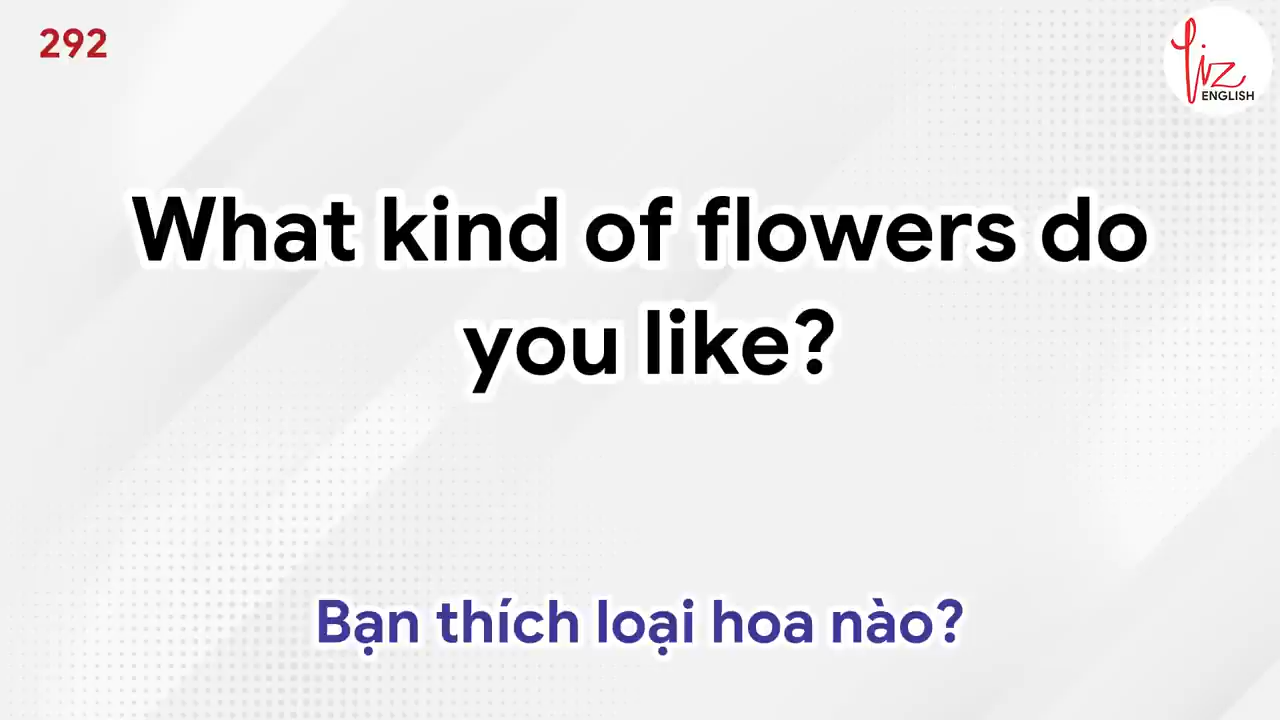 292
Liz
ENGLISH
What kind of flowers do
you like?
Bạn thích loại hoa nào?